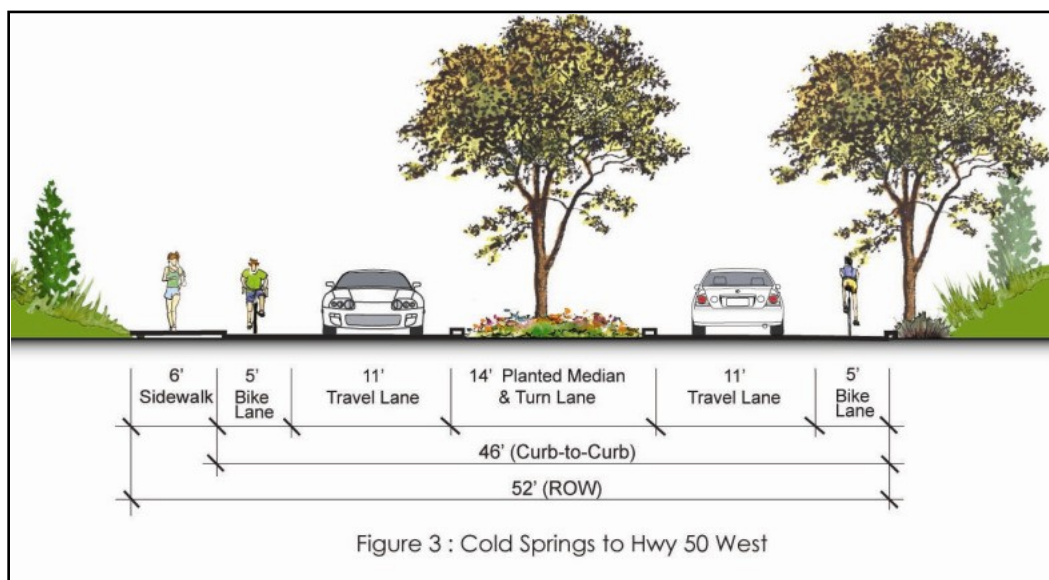 6'
Sidewalk
5'
Bike
Lane
11'
Travel Lane
14' Planted Median
& Turn Lane
11'
Travel Lane
5'
Bike
Lane
46' (Curb-to-Curb)
52' (ROW)
Figure 3 : Cold Springs to Hwy 50 West